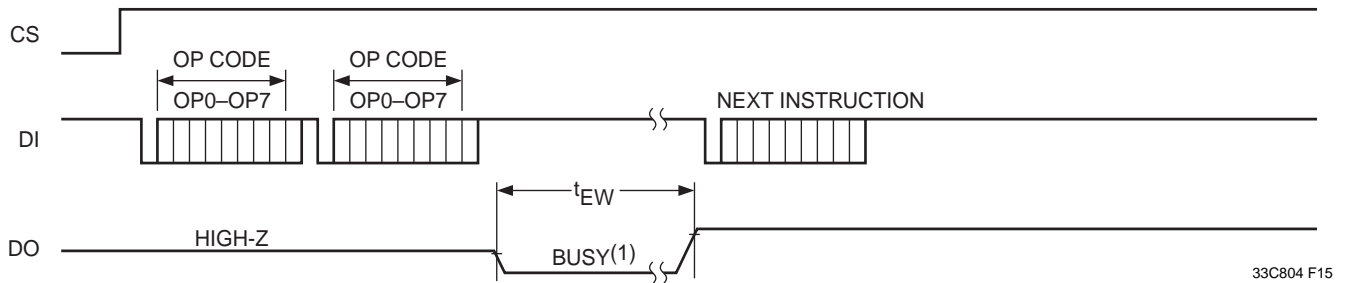 CS
OP CODE OP CODE
OP0–OP7 OP0–OP7 NEXT INSTRUCTION
DI
tEW
HIGH-Z
DO
BUSY(1)
33C804 F15